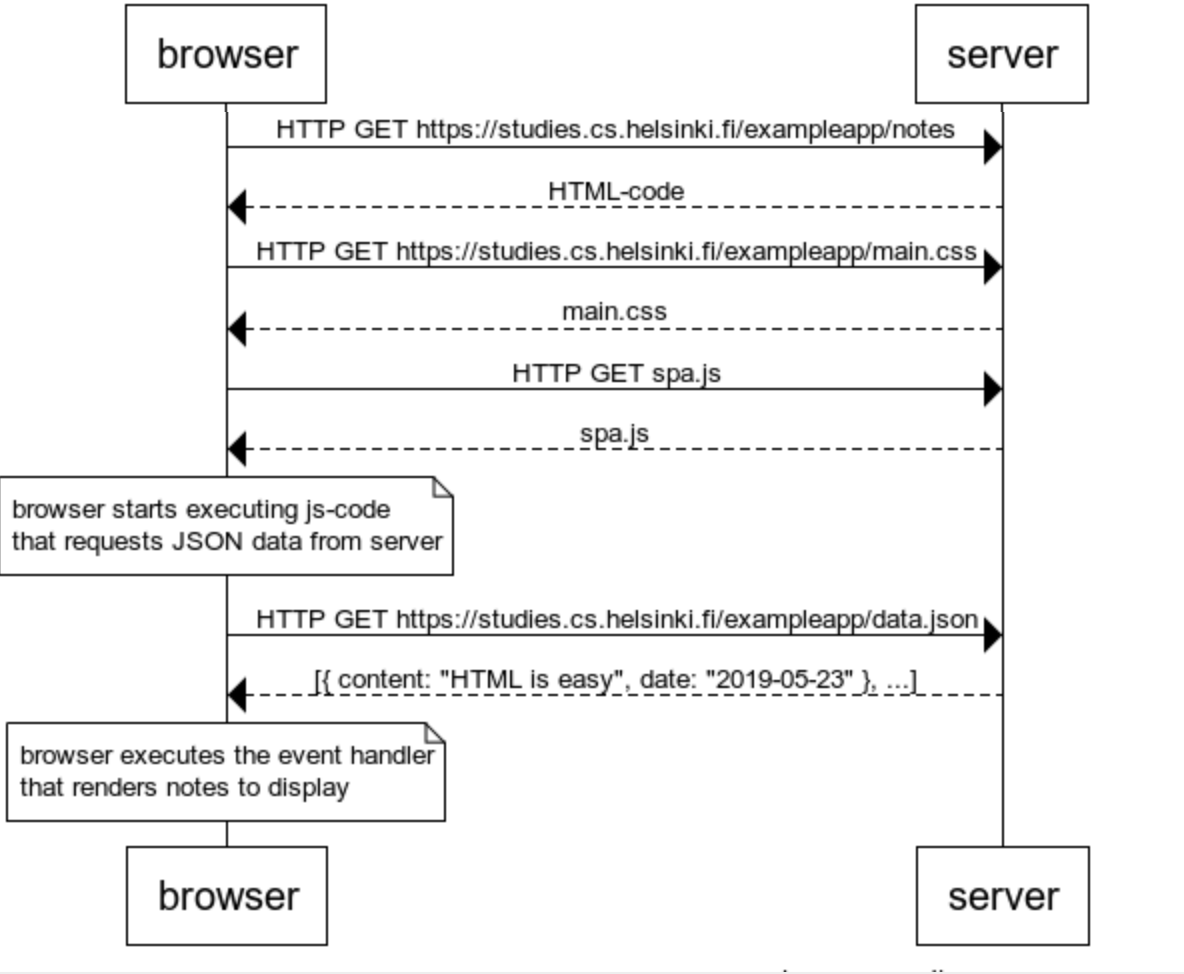 browser
server
HTTP GET https://studies.cs.helsinki.fi/exampleapp/notes
HTML-code
HTTP GET https://studies.cs.helsinki.fi/exampleapp/main.css
main.css
HTTP GET spa.js
spa.js
browser starts executing js-code
that requests JSON data from server
HTTP GET https://studies.cs.helsinki.fi/exampleapp/data.json
[{ content: "HTML is easy", date: "2019-05-23" }, ...]
browser executes the event handler
that renders notes to display
browser
server